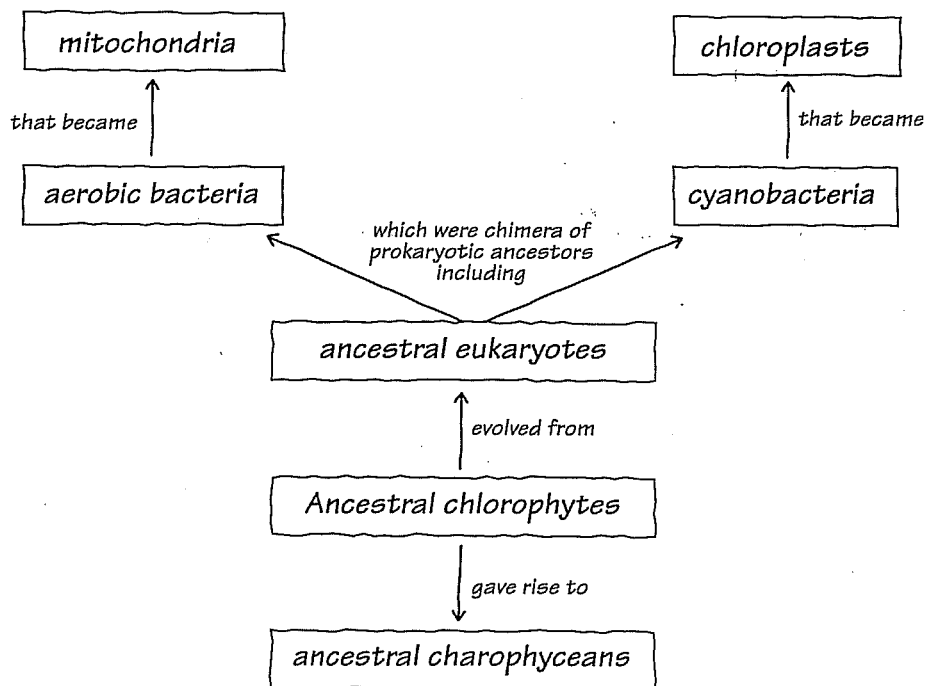 mitochondria
chloroplasts
that became
that became
aerobic bacteria
cyanobacteria
which were chimera of
prokaryotic ancestors
including
ancestral eukaryotes
evolved from
Ancestral chlorophytes
gave rise to
ancestral charophyceans